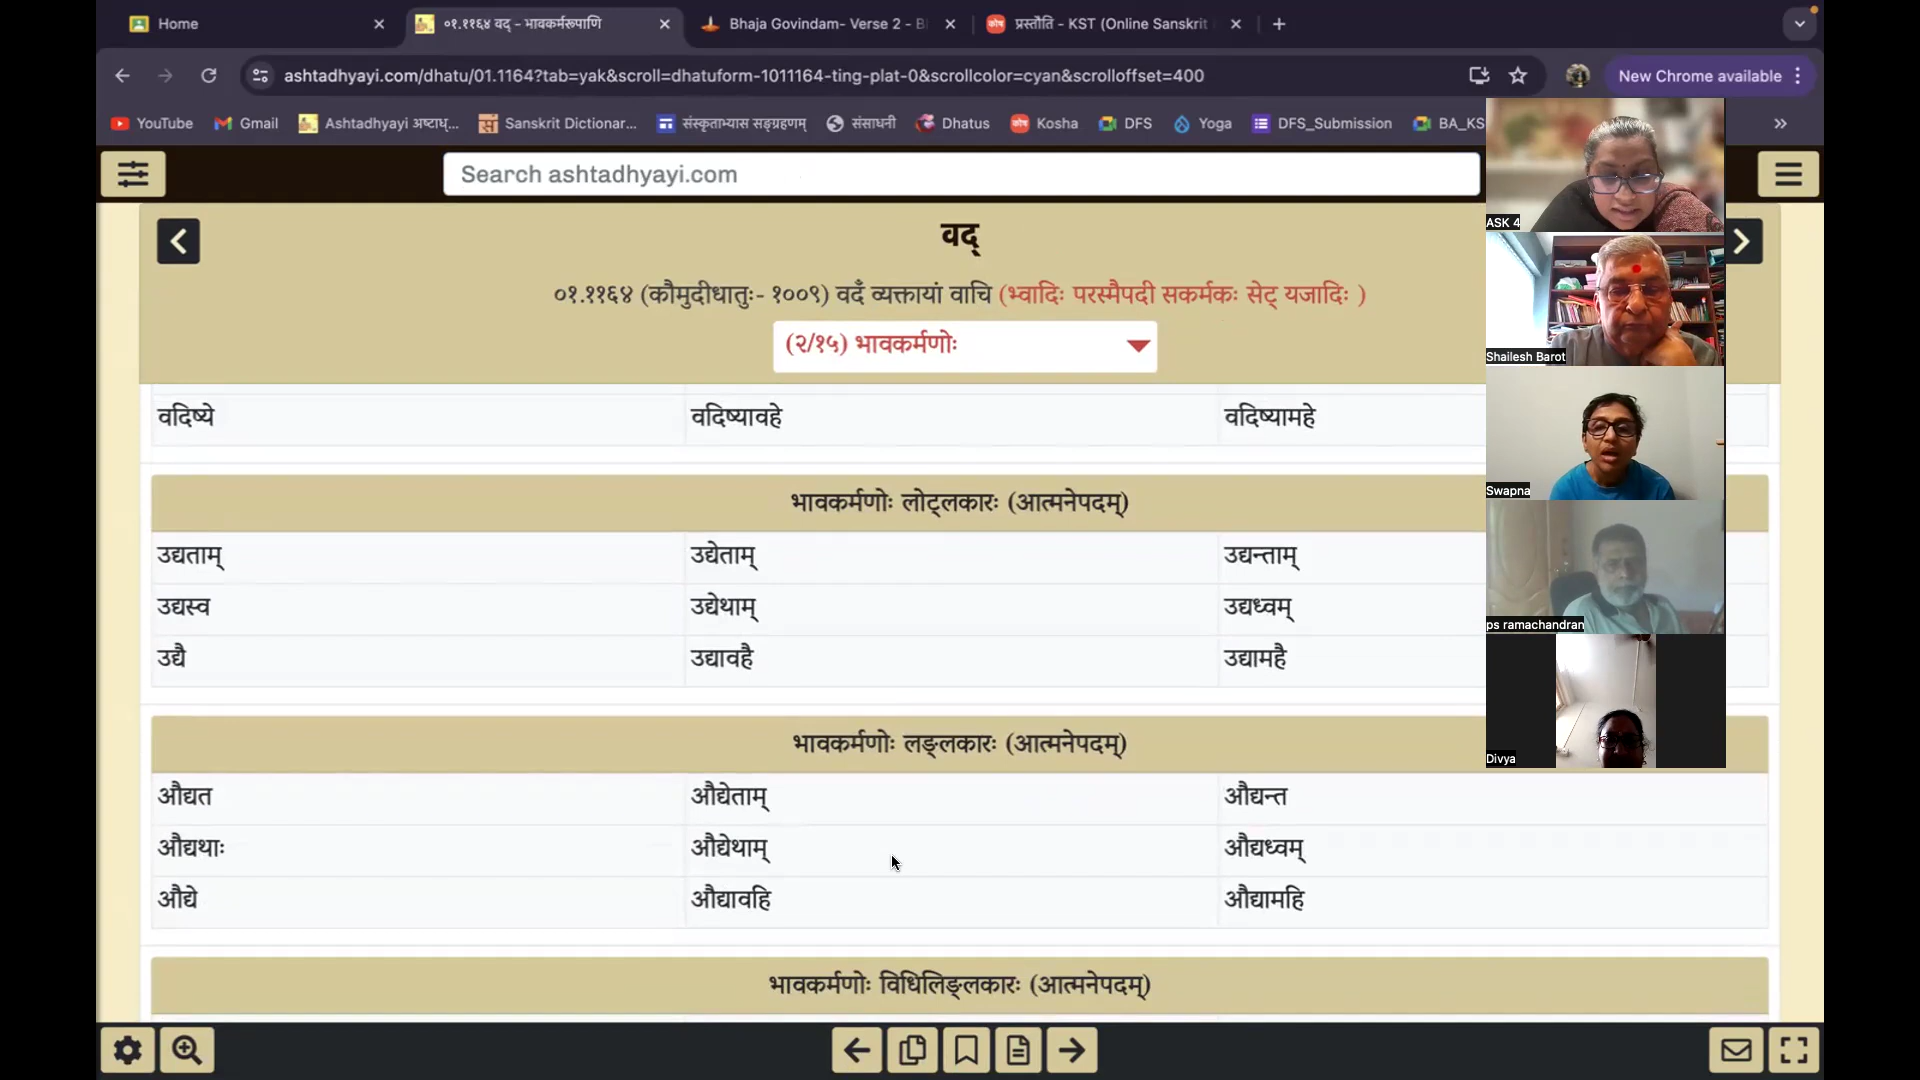 Home
०१.११६४ वद् - भावकर्मरूपाणि
Bhaja Govindam- Verse 2 - Bl
प्रस्तौति - KST (Online Sanskrit
ashtadhyayi.com/dhatu/01.1164?tab=yak&scroll=dhatuform-1011164-ting-plat-0&scrollcolor=cyan&scrolloffset=400
New Chrome available
YouTube
Gmail
Ashtadhyayi अष्टाध्...
Sanskrit Dictionar...
संस्कृताभ्यास सङ्ग्रहणम्
संसाधनी
Dhatus
Kosha
DFS
Yoga
DFS_Submission
BA_KS
Search ashtadhyayi.com
वद्
०१.११६४ (कौमुदीधातुः- १००९) वदँ व्यक्तायां वाचि (भ्वादिः परस्मैपदी सकर्मकः सेट् यजादिः )
(२/१५) भावकर्मणोः
वदिष्ये वदिष्यावहे वदिष्यामहे
भावकर्मणोः लोट्लकारः (आत्मनेपदम्)
उद्यताम् उद्येताम् उद्यन्ताम्
उद्यस्व उद्येथाम् उद्यध्वम्
उद्यै उद्यावहै उद्यामहै
भावकर्मणोः लङ्लकारः (आत्मनेपदम्)
औद्यत औद्येताम् औद्यन्त
औद्यथाः औद्येथाम् औद्यध्वम्
औद्ये औद्यावहि औद्यामहि
भावकर्मणोः विधिलिङ्लकारः (आत्मनेपदम्)
ASK 4
Shailesh Barot
Swapna
ps ramachandran
Divya